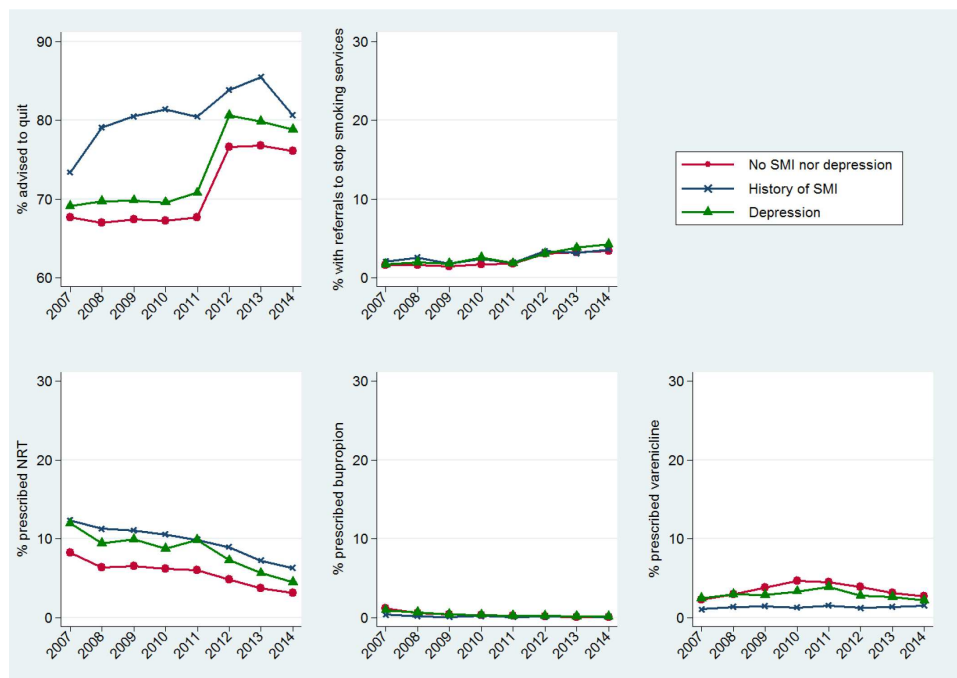 % advised to quit
90
80
70
60
2007 2008 2009 2010 2011 2012 2013 2014
% with referrals to stop smoking services
30
20
10
0
2007 2008 2009 2010 2011 2012 2013 2014
No SMI nor depression
History of SMI
Depression
% prescribed NRT
30
20
10
0
2007 2008 2009 2010 2011 2012 2013 2014
% prescribed bupropion
30
20
10
0
2007 2008 2009 2010 2011 2012 2013 2014
% prescribed varenicline
30
20
10
0
2007 2008 2009 2010 2011 2012 2013 2014